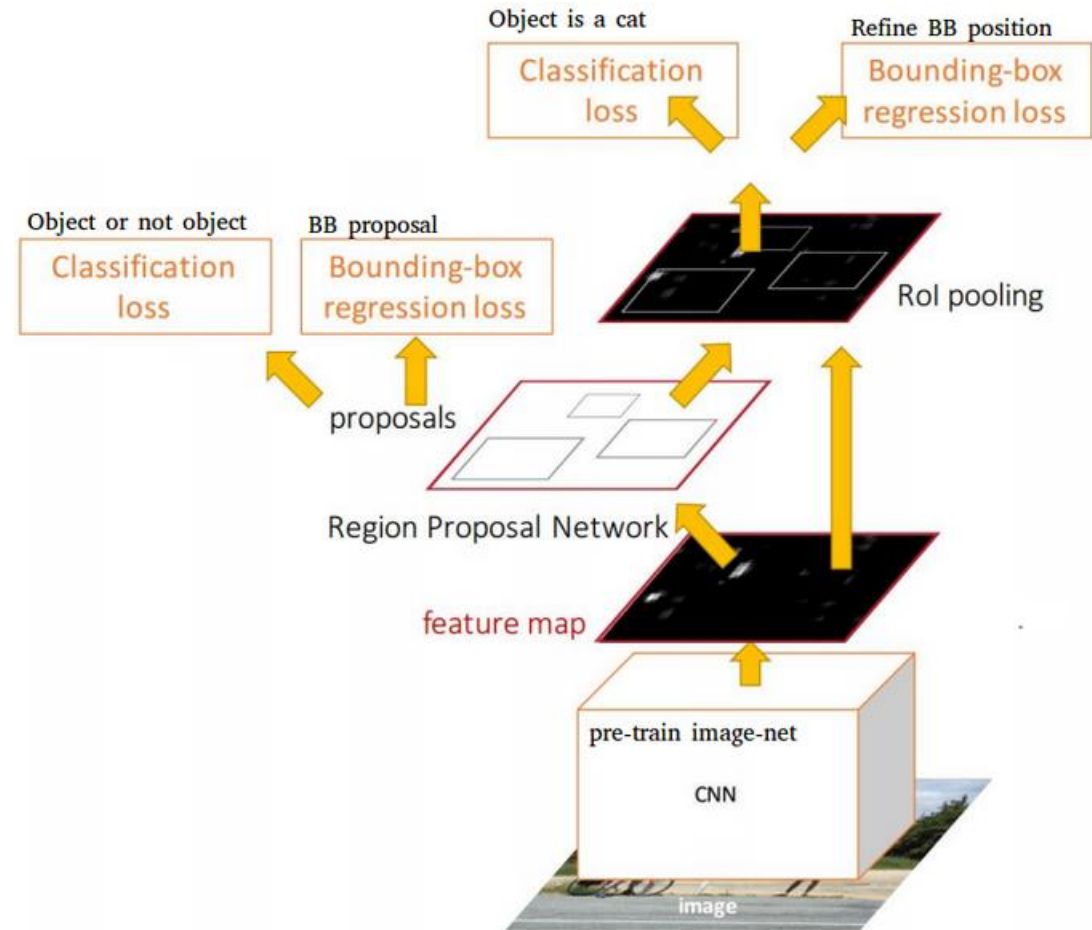 Object is a cat
Classification
loss
Refine BB position
Bounding-box
regression loss
Object or not object
Classification
loss
BB proposal
Bounding-box
regression loss
RoI pooling
proposals
Region Proposal Network
feature map
pre-train image-net
CNN
image